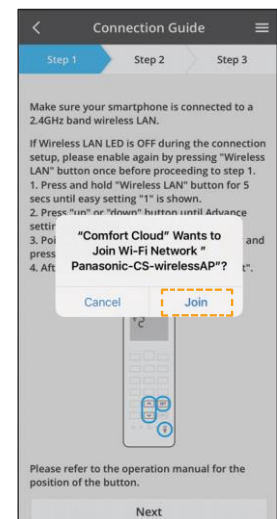 Connection Guide
Step 1 Step 2 Step 3
Make sure your smartphone is connected to a
2.4GHz band wireless LAN.
If Wireless LAN LED is OFF during the connection
setup, please enable again by pressing "Wireless
LAN" button once before proceeding to step 1.
1. Press and hold "Wireless LAN" button for 5
secs until easy setting "1" is shown.
2. Press "up" or "down" button until Advance
3. and
press
4.
"Comfort Cloud" Wants to
Join Wi-Fi Network "
Panasonic-CS-wirelessAP"?
Cancel Join
Please refer to the operation manual for the
position of the button.
Next